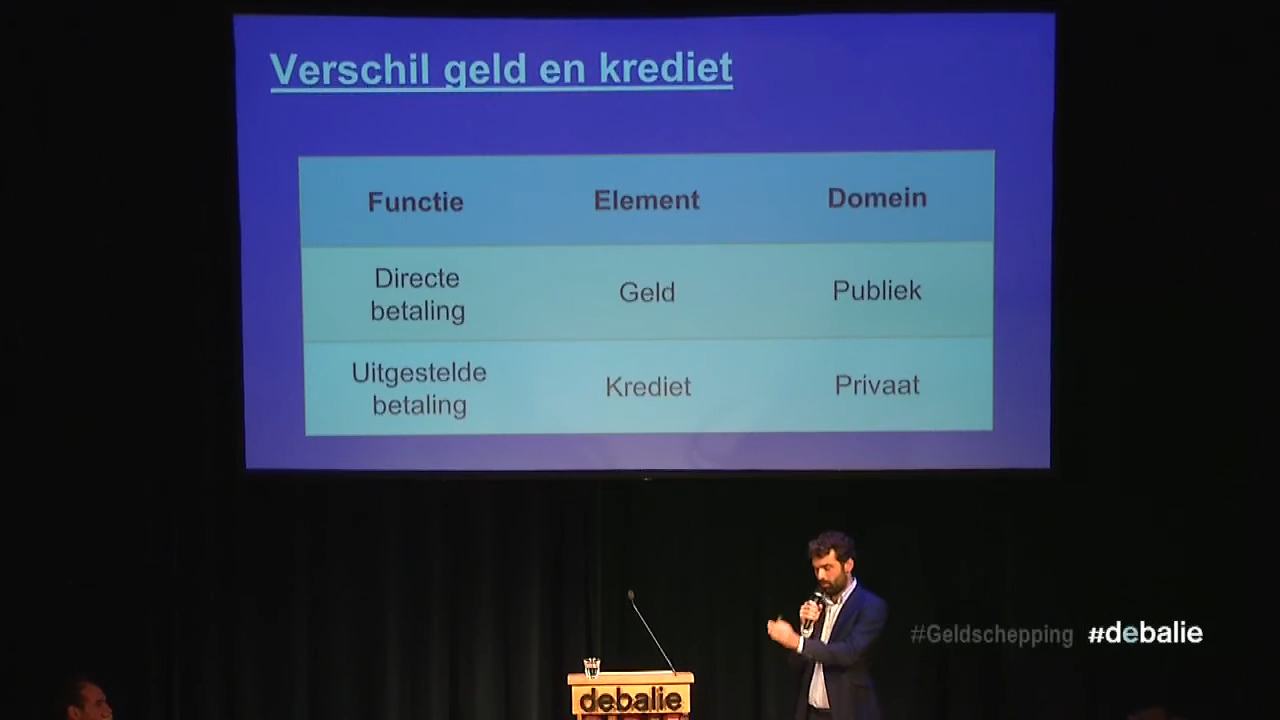 Verschil geld en krediet
Functie Element Domein
Directe
betaling
Geld
Publiek
Uitgestelde
betaling
Krediet
Privaat
#Geldschepping #debalie
debalie